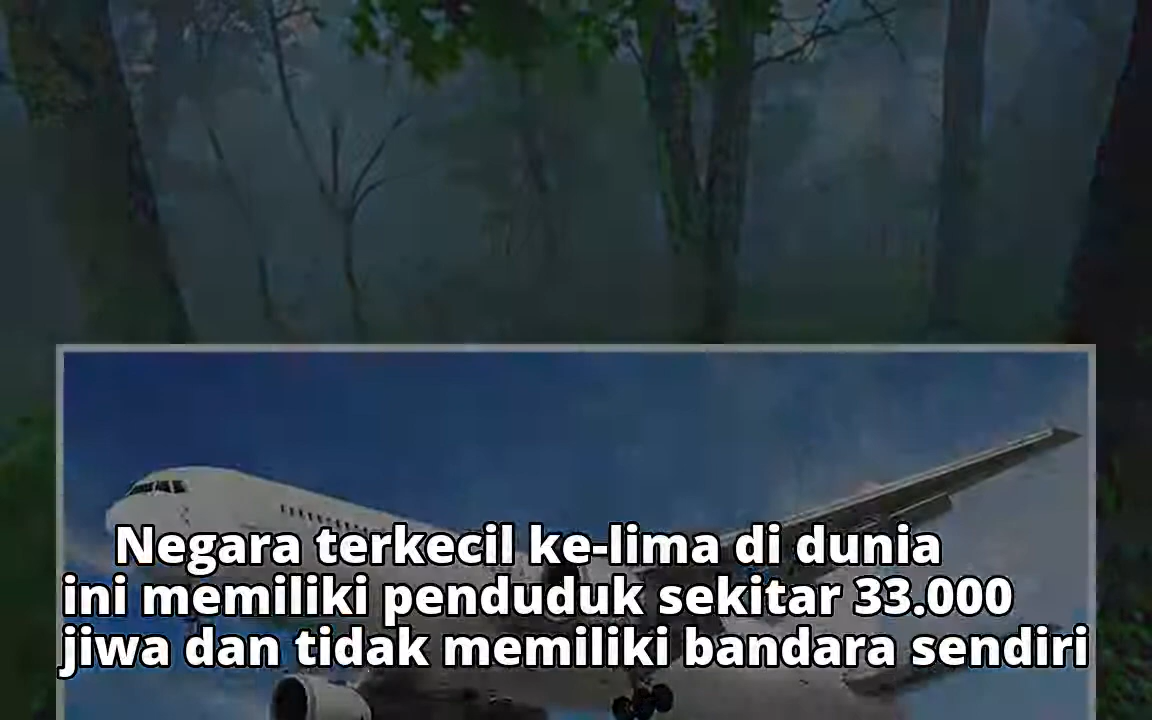 Negara terkecil ke-lima di dunia
ini memiliki penduduk sekitar 33.000
jiwa dan tidak memiliki bandara sendiri